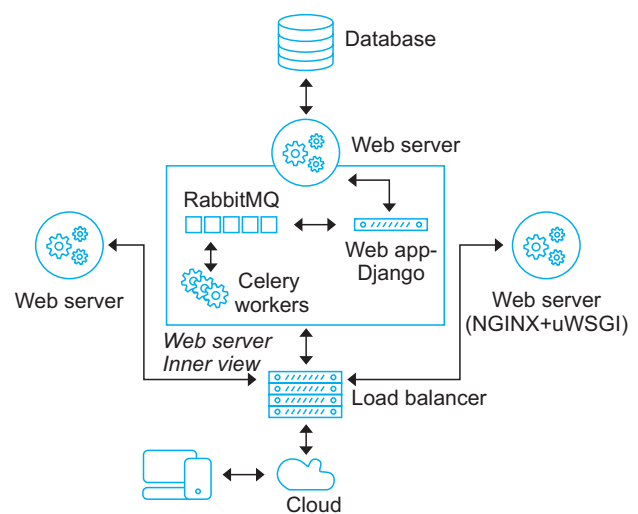 Database
Web server
RabbitMQ
Web app-
Django
Celery
workers
Web server
Web server
(NGINX+uWSGI)
Web server
Inner view
Load balancer
Cloud